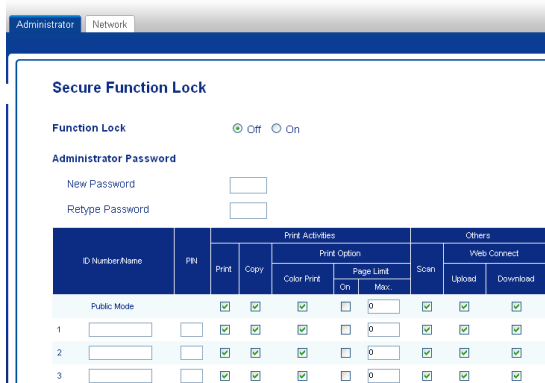 Administrator Network
Secure Function Lock
Function Lock Off On
Administrator Password
New Password
Retype Password
Print Activities Others
Print Option Web Connect
ID Number/Name PIN Print Copy Color Print Page Limit Scan Upload Download
On Max.
Public Mode 0
1 0
2 0
3 0